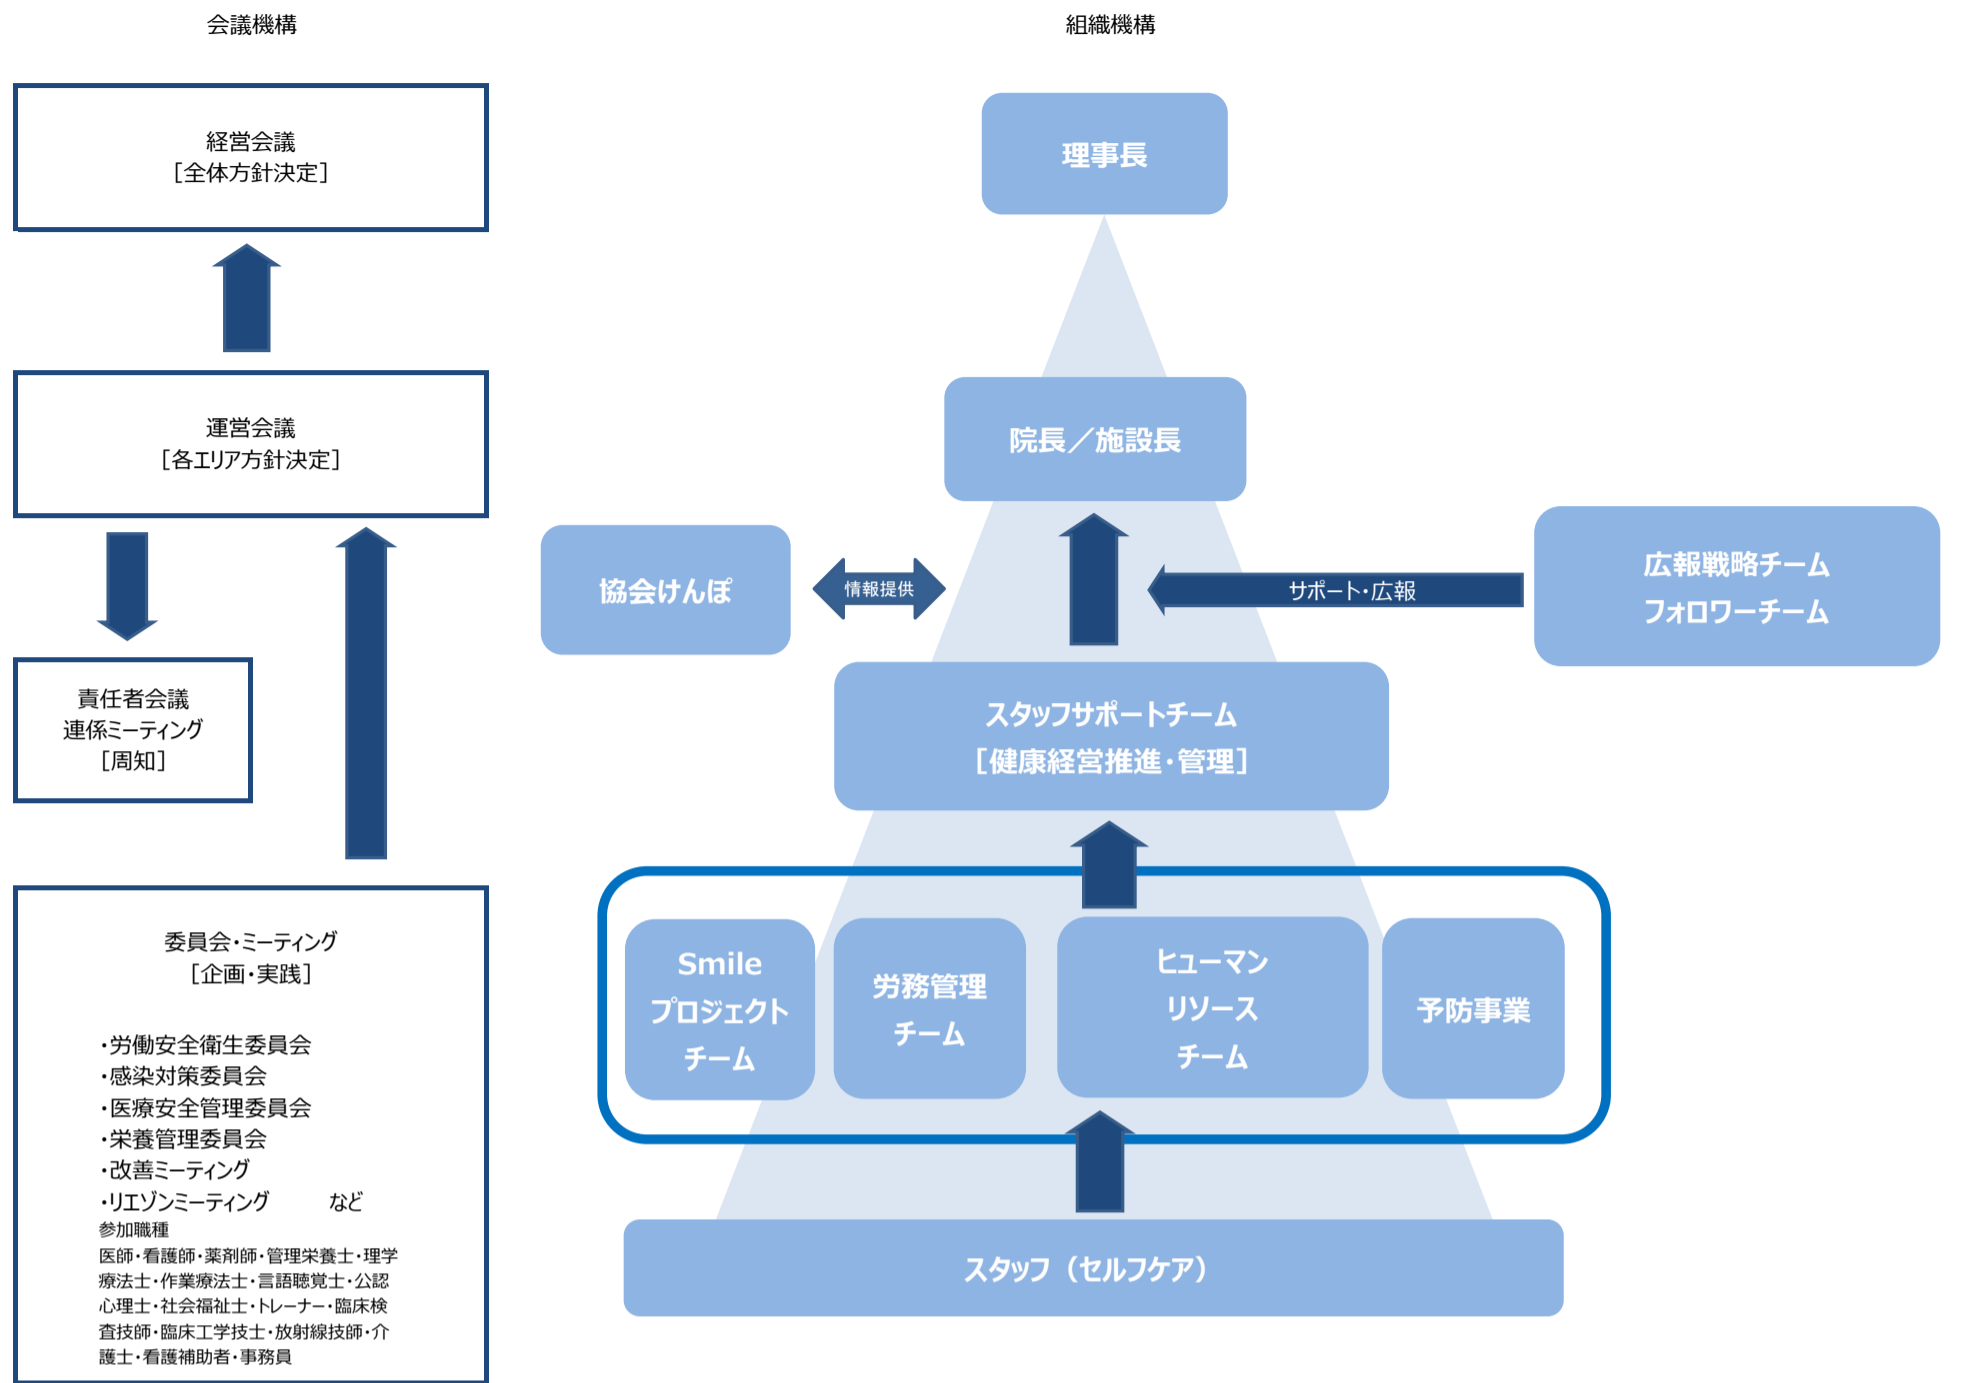 会議機構
経営会議
［全体方針決定］
運営会議
［各エリア方針決定］
責任者会議
連係ミーティング
［周知］
委員会・ミーティング
［企画・実践］
・労働安全衛生委員会
・感染対策委員会
・医療安全管理委員会
・栄養管理委員会
・改善ミーティング
・リエゾンミーティング　　など
参加職種
医師・看護師・薬剤師・管理栄養士・理学
療法士・作業療法士・言語聴覚士・公認
心理士・社会福祉士・トレーナー・臨床検
査技師・臨床工学技士・放射線技師・介
護士・看護補助者・事務員
組織機構
理事長
院長／施設長
協会けんぽ
情報提供
サポート・広報
広報戦略チーム
フォロワーチーム
スタッフサポートチーム
［健康経営推進・管理］
Smile
プロジェクト
チーム
労務管理
チーム
ヒューマン
リソース
チーム
予防事業
スタッフ（セルフケア）